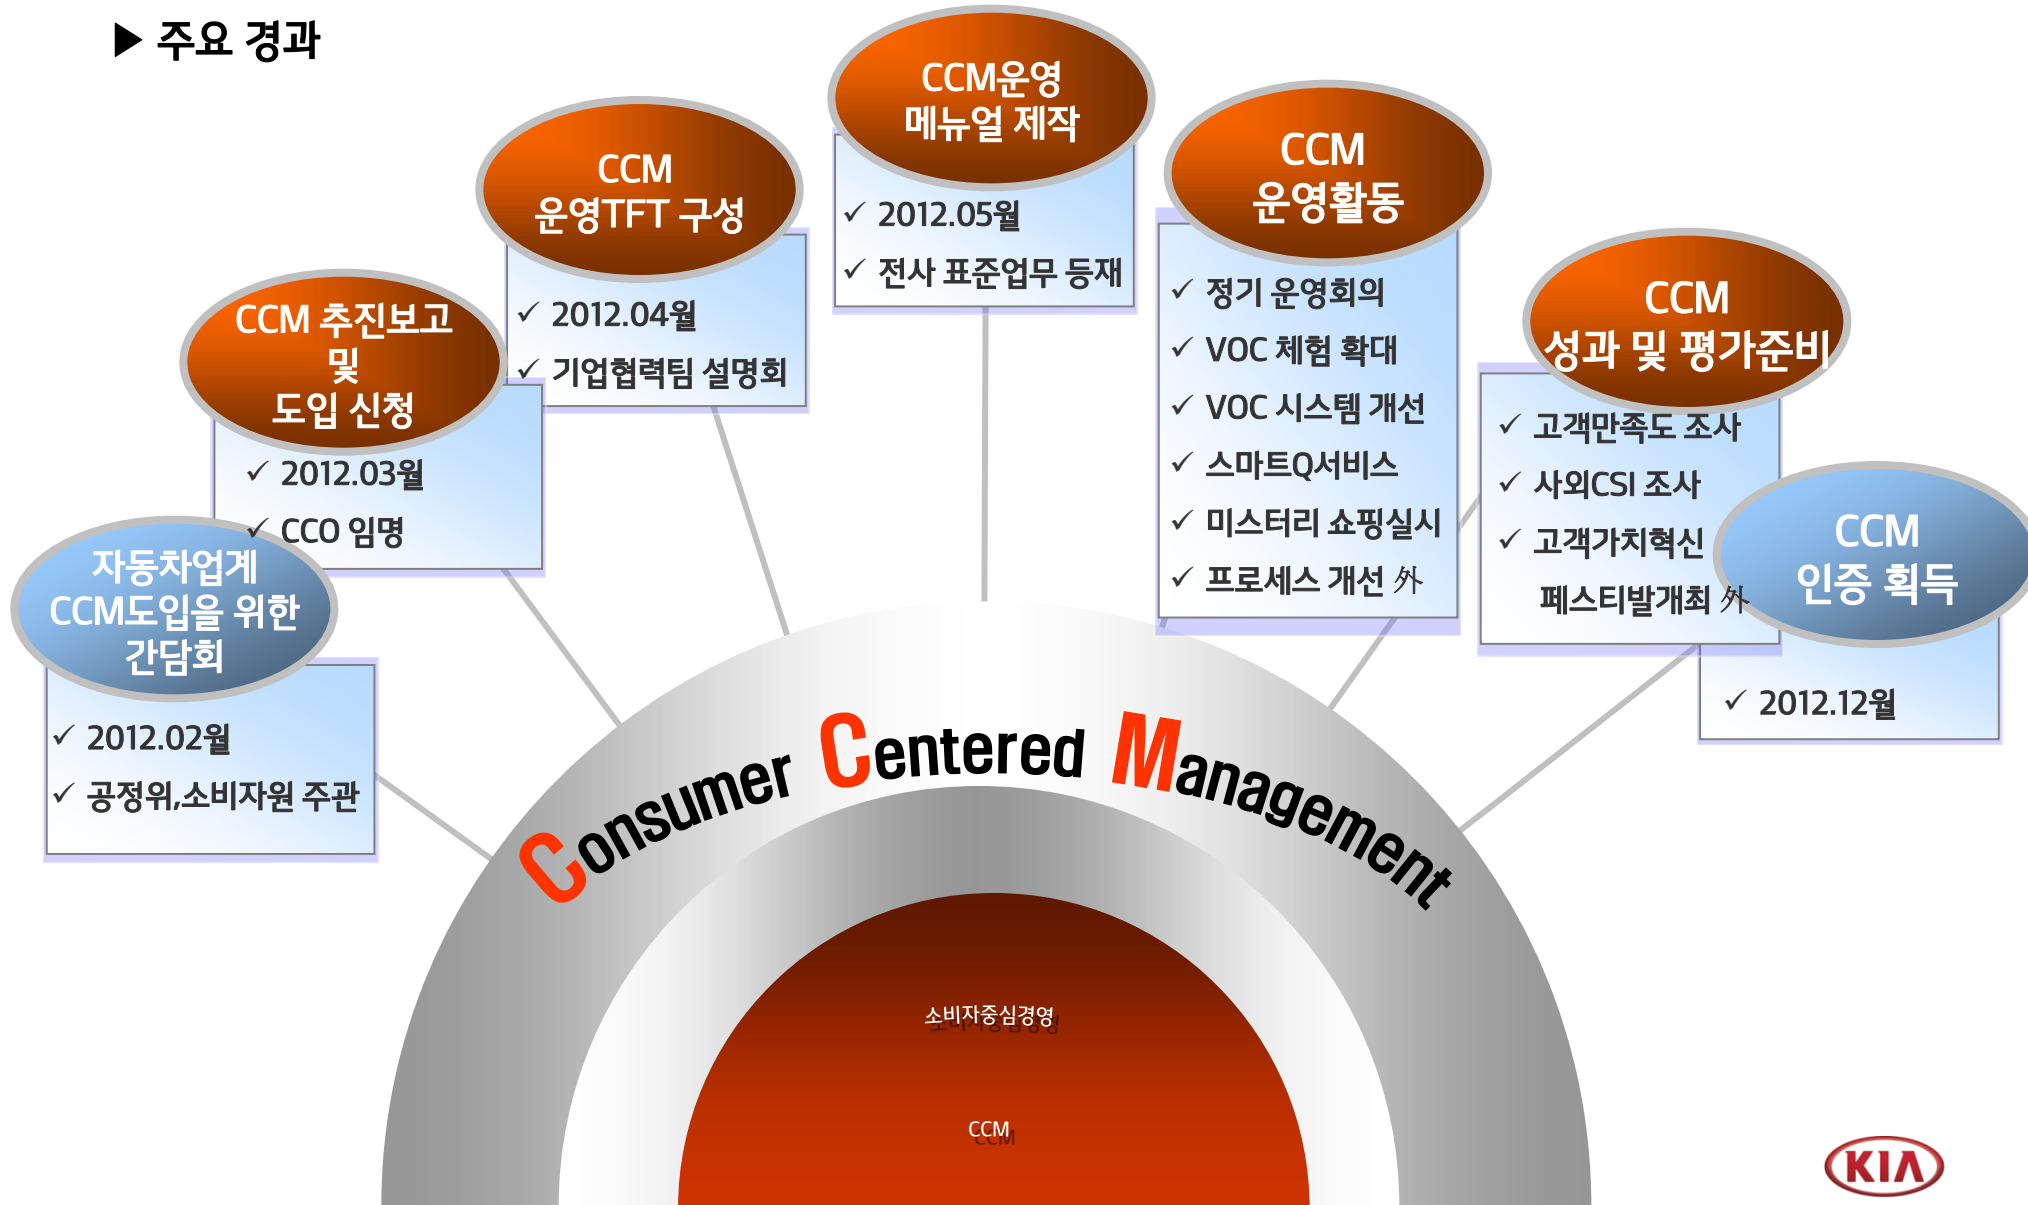 ▶ 주요 경과
자동차업계
CCM도입을 위한
간담회
✓ 2012.02월
✓ 공정위,소비자원 주관
CCM 추진보고
및
도입 신청
✓ 2012.03월
✓ CCO 임명
CCM
운영TFT 구성
✓ 2012.04월
✓ 기업협력팀 설명회
CCM운영
메뉴얼 제작
✓ 2012.05월
✓ 전사 표준업무 등재
CCM
운영활동
✓ 정기 운영회의
✓ VOC 체험 확대
✓ VOC 시스템 개선
✓ 스마트Q서비스
✓ 미스터리 쇼핑실시
✓ 프로세스 개선 外
CCM
성과 및 평가준비
✓ 고객만족도 조사
✓ 사외CSI 조사
✓ 고객가치혁신
페스티발개최 外
CCM
인증 획득
✓ 2012.12월
Consumer Centered Management
소비자중심경영
CCM
KIA